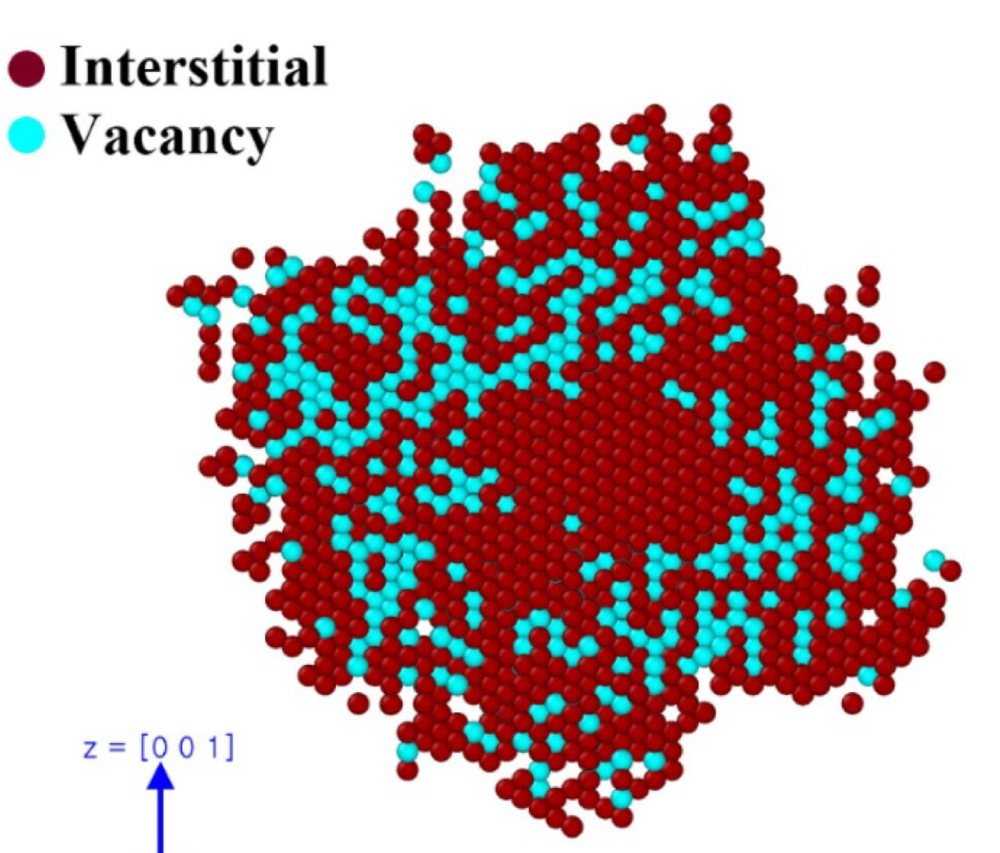 Interstitial
Vacancy
z = [0 0 1]